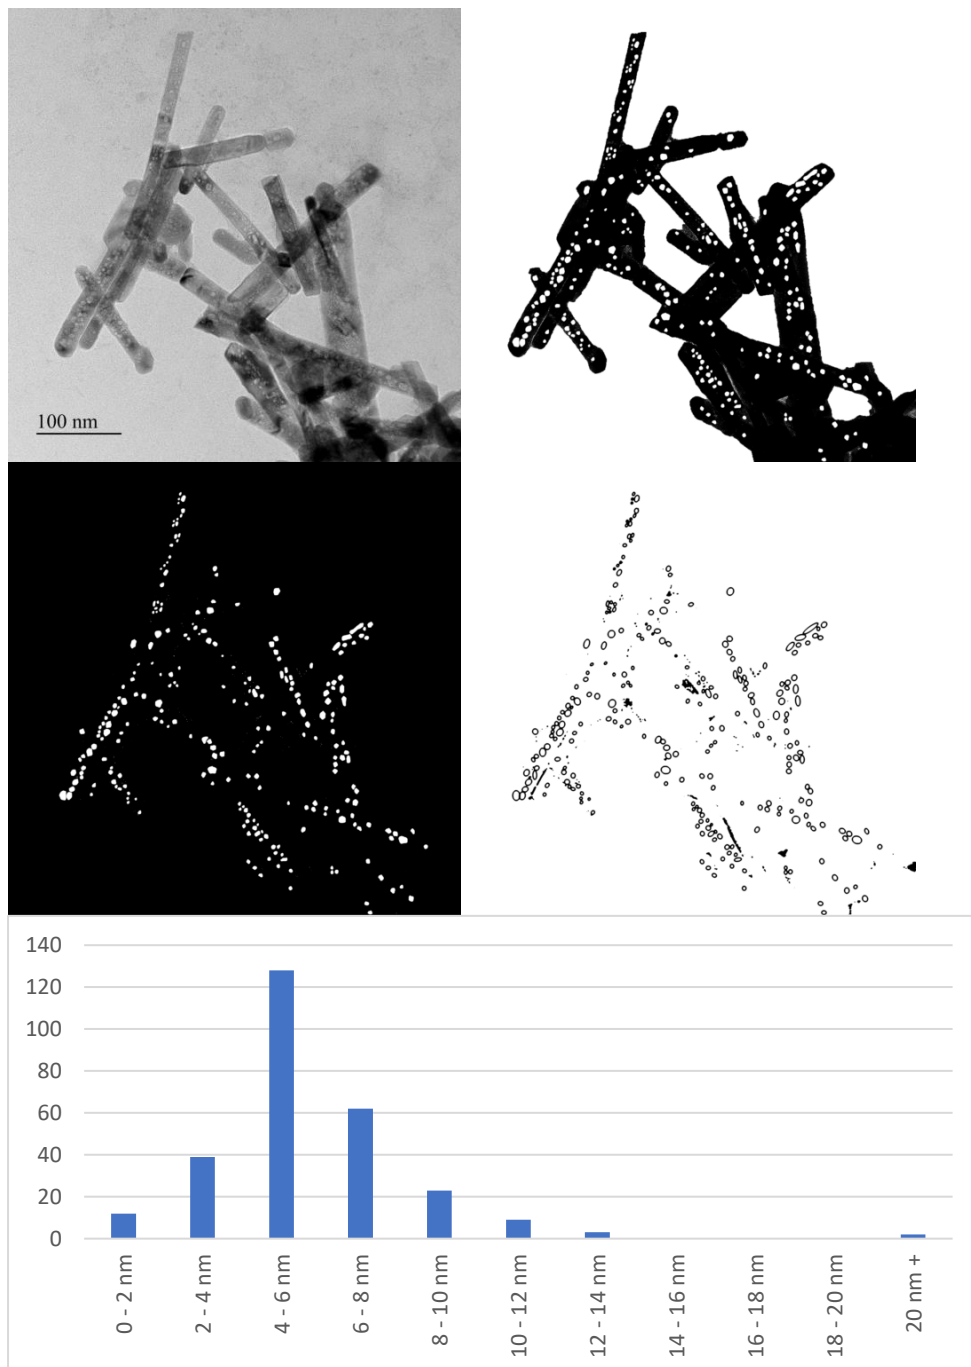 100 nm
140
120
100
80
60
40
20
0
0 - 2 nm
2 - 4 nm
4 - 6 nm
6 - 8 nm
8 - 10 nm
10 - 12 nm
12 - 14 nm
14 - 16 nm
16 - 18 nm
18 - 20 nm
20 nm +